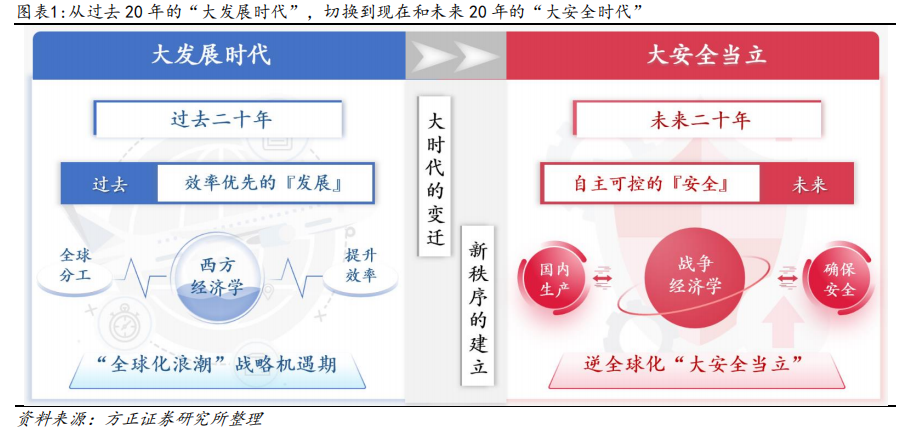 图表1:从过去 20 年的“大发展时代”，切换到现在和未来 20 年的“大安全时代”
大发展时代
过去二十年
过去
效率优先的『发展』
全球
分工
西方
经济学
提升
效率
“全球化浪潮”战略机遇期
大时代的变迁
新秩序的建立
大安全当立
未来二十年
自主可控的『安全』
未来
国内
生产
战争
经济学
确保
安全
逆全球化“大安全当立”
资料来源：方正证券研究所整理